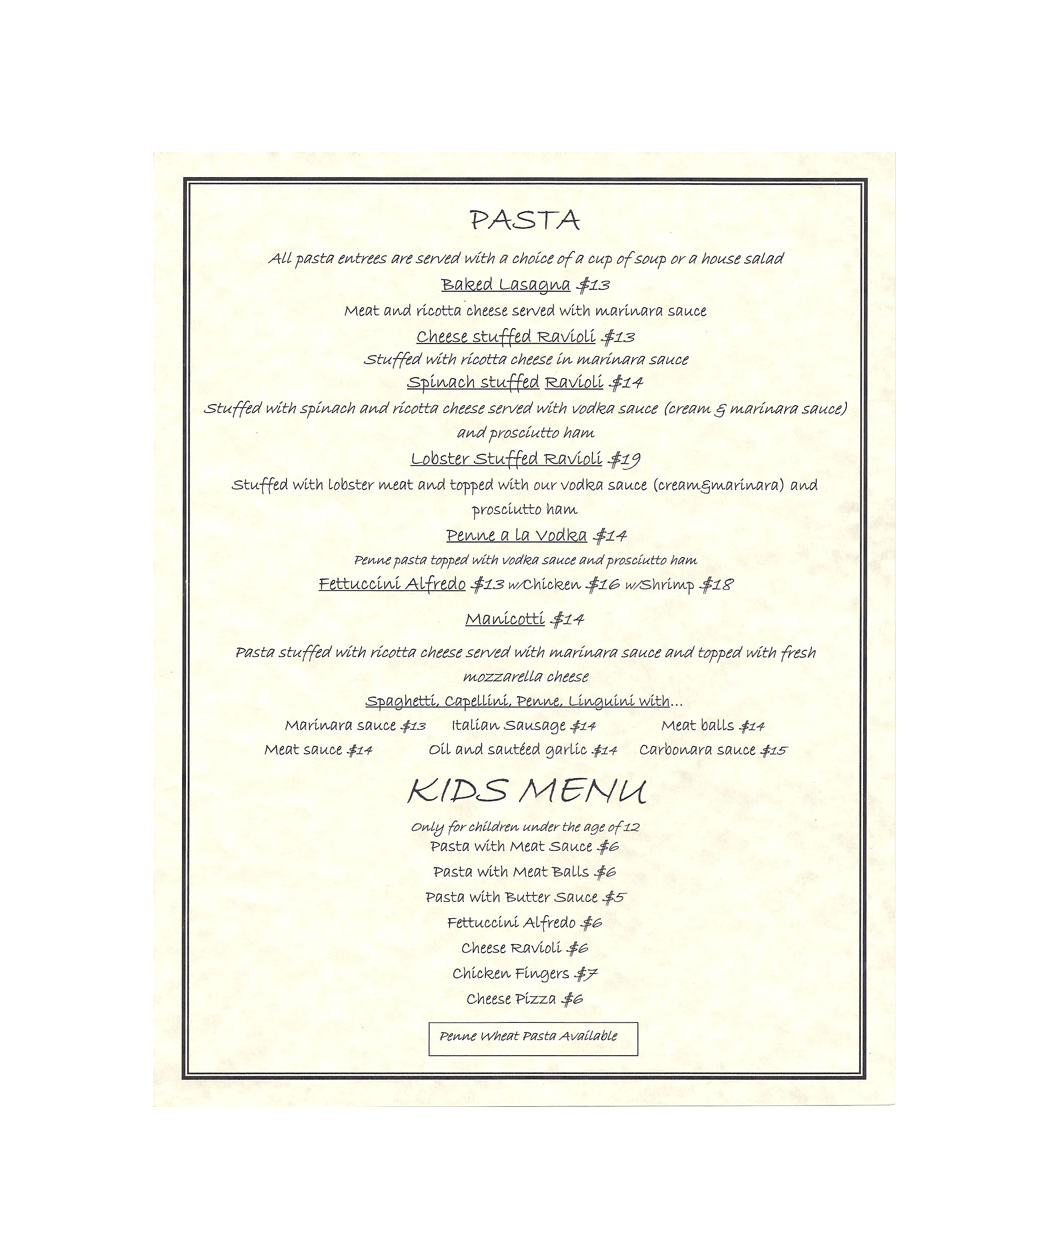 PASTA
All pasta entrees are served with a choice of a cup of soup or a house salad
Baked Lasagna $13
Meat and ricotta cheese served with marinara sauce
Cheese stuffed Ravioli $13
Stuffed with ricotta cheese in marinara sauce
Spinach stuffed Ravioli $14
Stuffed with spinach and ricotta cheese served with vodka sauce (cream & marinara sauce)
and prosciutto ham
Lobster Stuffed Ravioli $19
Stuffed with lobster meat and topped with our vodka sauce (cream&marinara) and
prosciutto ham
Penne a la Vodka $14
Penne pasta topped with vodka sauce and prosciutto ham
Fettuccini Alfredo $13 w/Chicken $16 w/Shrimp $18
Manicotti $14
Pasta stuffed with ricotta cheese served with marinara sauce and topped with fresh
mozzarella cheese
Spaghetti, Capellini, Penne, Linguini with...
Marinara sauce $13 Italian Sausage $14 Meat balls $14
Meat sauce $14 Oil and sautéed garlic $14 Carbonara sauce $15
KIDS MENU
Only for children under the age of 12
Pasta with Meat Sauce $6
Pasta with Meat Balls $6
Pasta with Butter Sauce $5
Fettuccini Alfredo $6
Cheese Ravioli $6
Chicken Fingers $7
Cheese Pizza $6
Penne Wheat Pasta Available